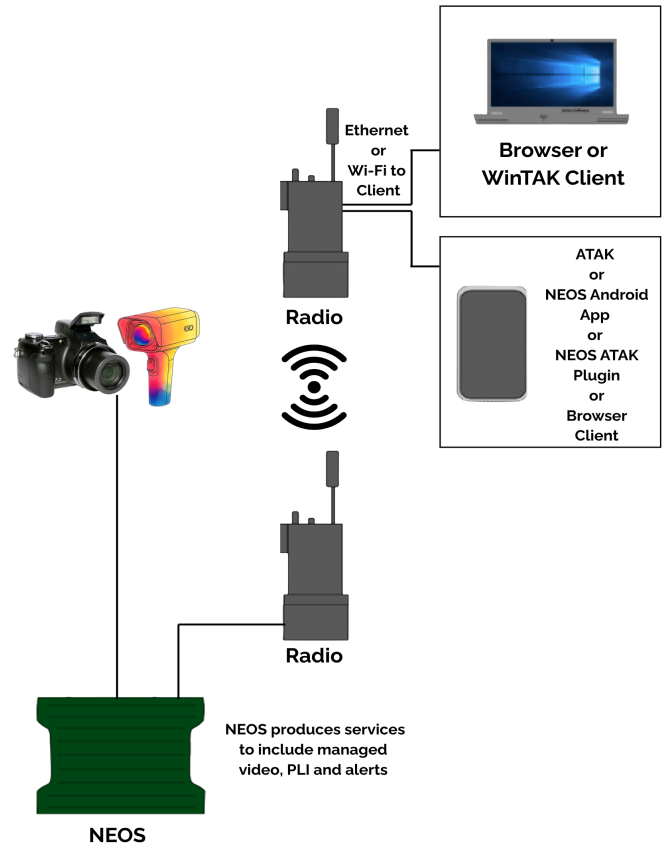 Ethernet
or
Wi-Fi to
Client
Browser or
WinTAK Client
Radio
ATAK
or
NEOS Android
App
or
NEOS ATAK
Plugin
or
Browser
Client
Radio
NEOS produces services
to include managed
video, PLI and alerts
NEOS